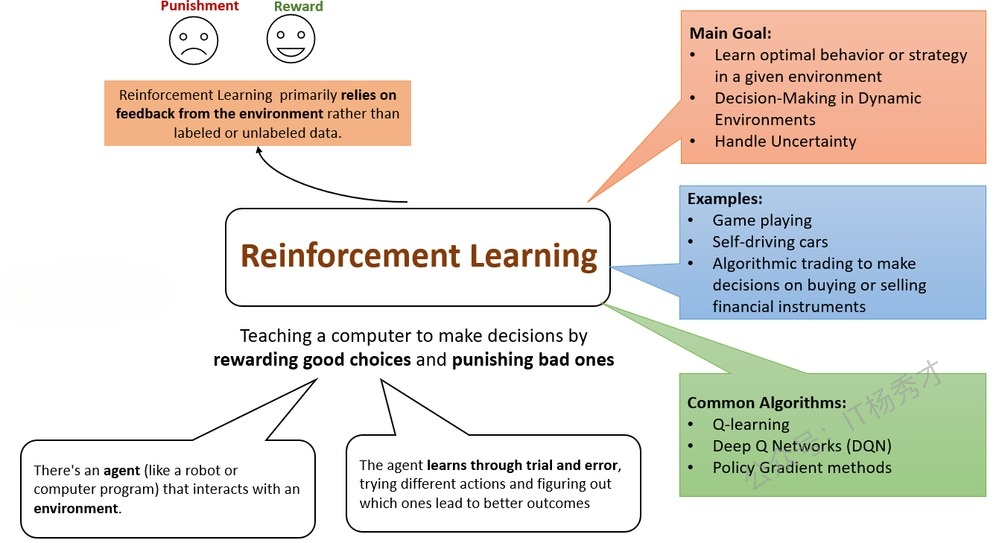 Punishment
Reward
Reinforcement Learning primarily relies on
feedback from the environment rather than
labeled or unlabeled data.
Main Goal:
• Learn optimal behavior or strategy
in a given environment
• Decision-Making in Dynamic
Environments
• Handle Uncertainty
Reinforcement Learning
Examples:
• Game playing
• Self-driving cars
• Algorithmic trading to make
decisions on buying or selling
financial instruments
Teaching a computer to make decisions by
rewarding good choices and punishing bad ones
Common Algorithms:
• Q-learning
• Deep Q Networks (DQN)
• Policy Gradient methods
There's an agent (like a robot or
computer program) that interacts with an
environment.
The agent learns through trial and error,
trying different actions and figuring out
which ones lead to better outcomes
公众号：IT杨秀才